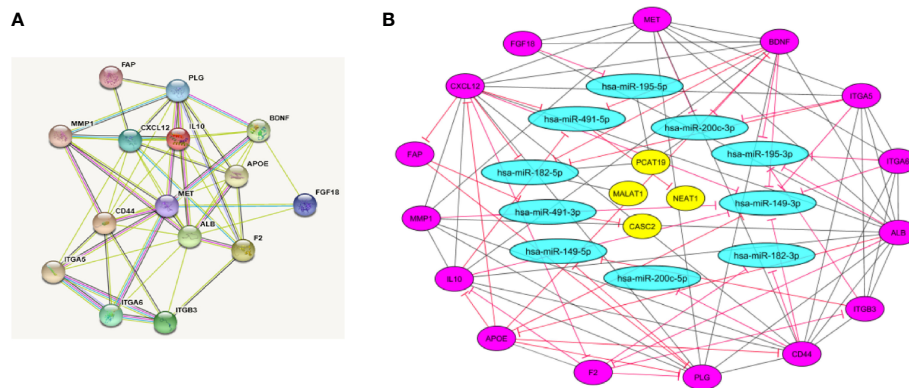 A
FAP
PLG
MMP1
CXCL12
IL10
BDNF
APOE
MET
FGF18
CD44
ALB
F2
ITGA5
ITGA6
ITGB3
B
MET
FGF18
BDNF
CXCL12
hsa-miR-195-5p
ITGA5
hsa-miR-491-5p
hsa-miR-200c-3p
FAP
hsa-miR-195-3p
PCAT19
ITGA6
hsa-miR-182-5p
MALAT1
NEAT1
hsa-miR-149-3p
MMP1
hsa-miR-491-3p
CASC2
ALB
hsa-miR-149-5p
hsa-miR-182-3p
IL10
hsa-miR-200c-5p
ITGB3
APOE
CD44
F2
PLG